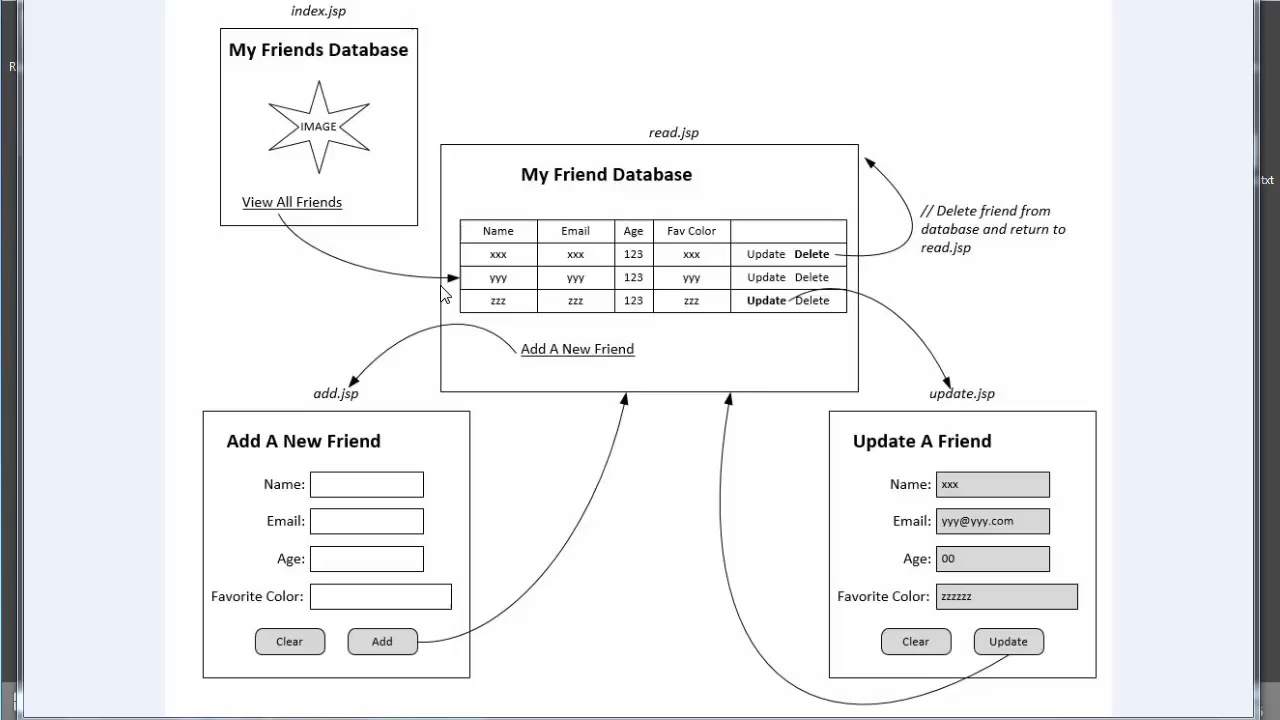 index.jsp
My Friends Database
IMAGE
View All Friends
read.jsp
My Friend Database
Name Email Age Fav Color
xxx xxx 123 xxx Update Delete
yyy yyy 123 yyy Update Delete
zzz zzz 123 zzz Update Delete
Add A New Friend
// Delete friend from
database and return to
read.jsp
add.jsp
Add A New Friend
Name:
Email:
Age:
Favorite Color:
Clear Add
update.jsp
Update A Friend
Name: xxx
Email: yyy@yyy.com
Age: 00
Favorite Color: zzzzzz
Clear Update
R
txt